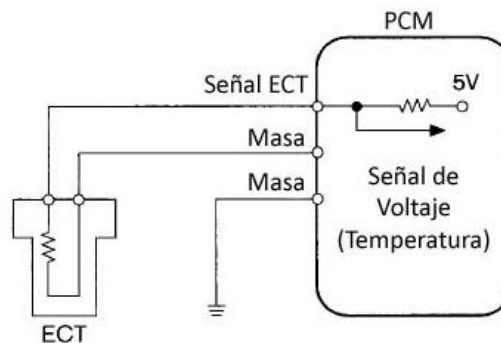 PCM
Señal ECT
5V
Masa
Masa
Señal de
Voltaje
(Temperatura)
ECT